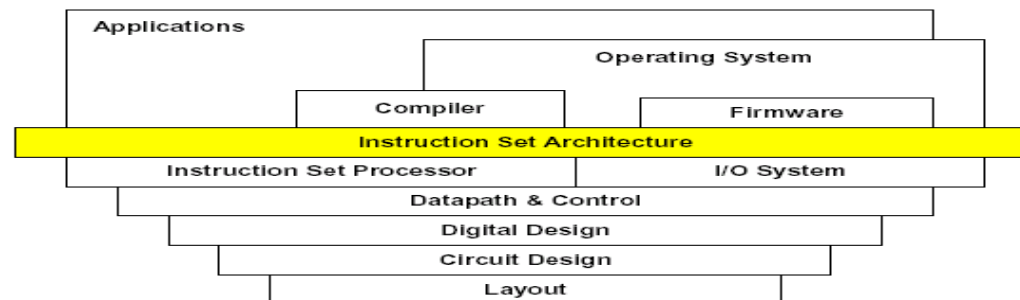 Applications
Operating System
Compiler
Firmware
Instruction Set Architecture
Instruction Set Processor
I/O System
Datapath & Control
Digital Design
Circuit Design
Layout